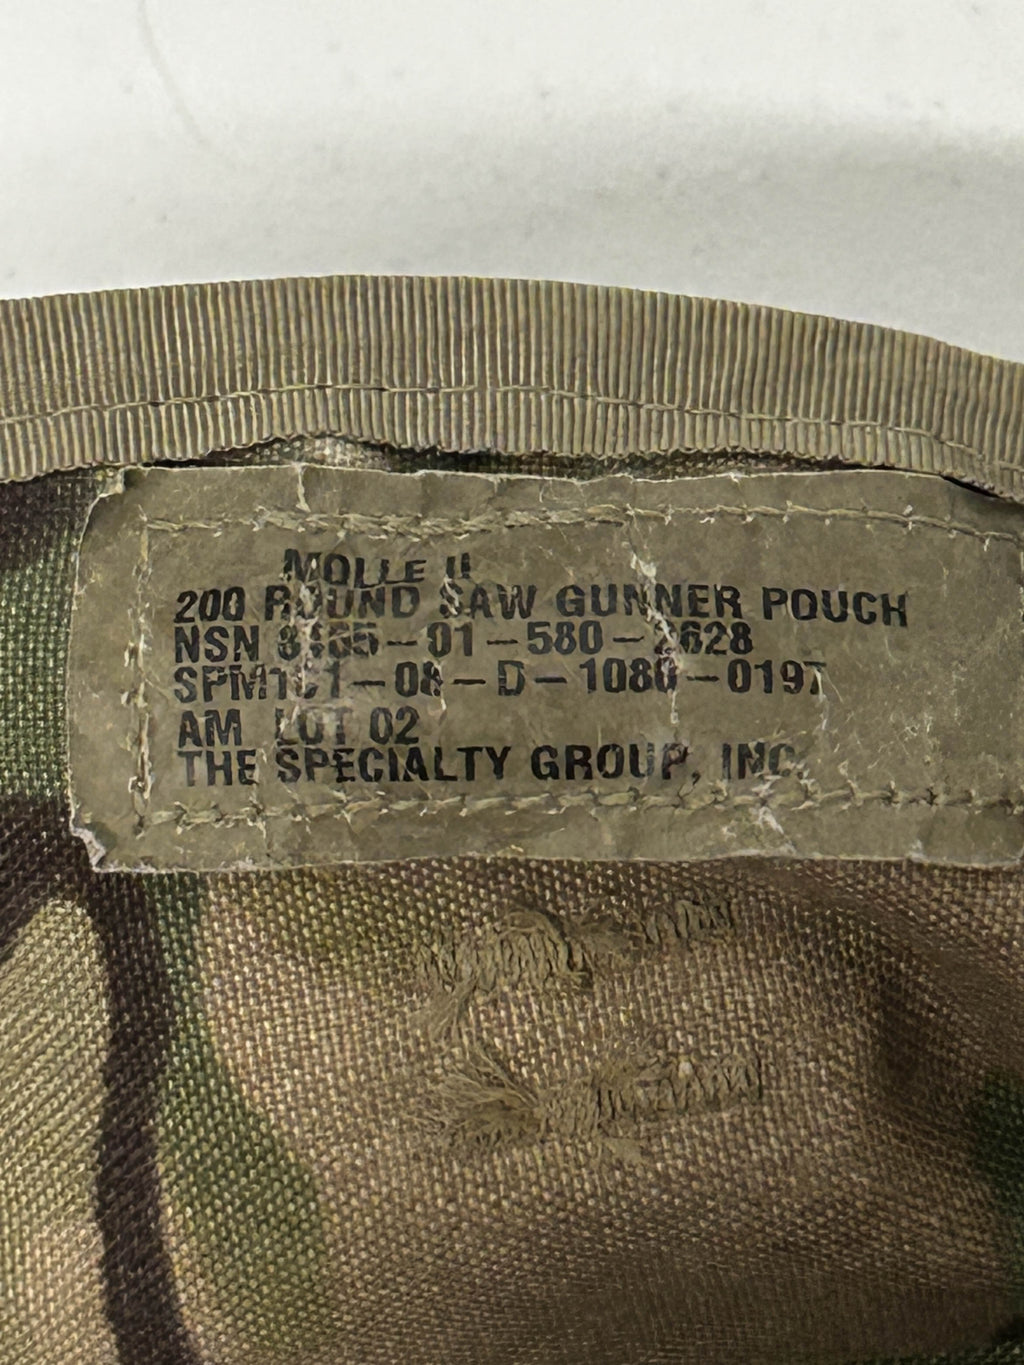 MOLLE II
200 ROUND SAW GUNNER POUCH
NSN 8465-01-580-2628
SPM1C1-08-D-1080-0197
AM LOT 02
THE SPECIALTY GROUP, INC.